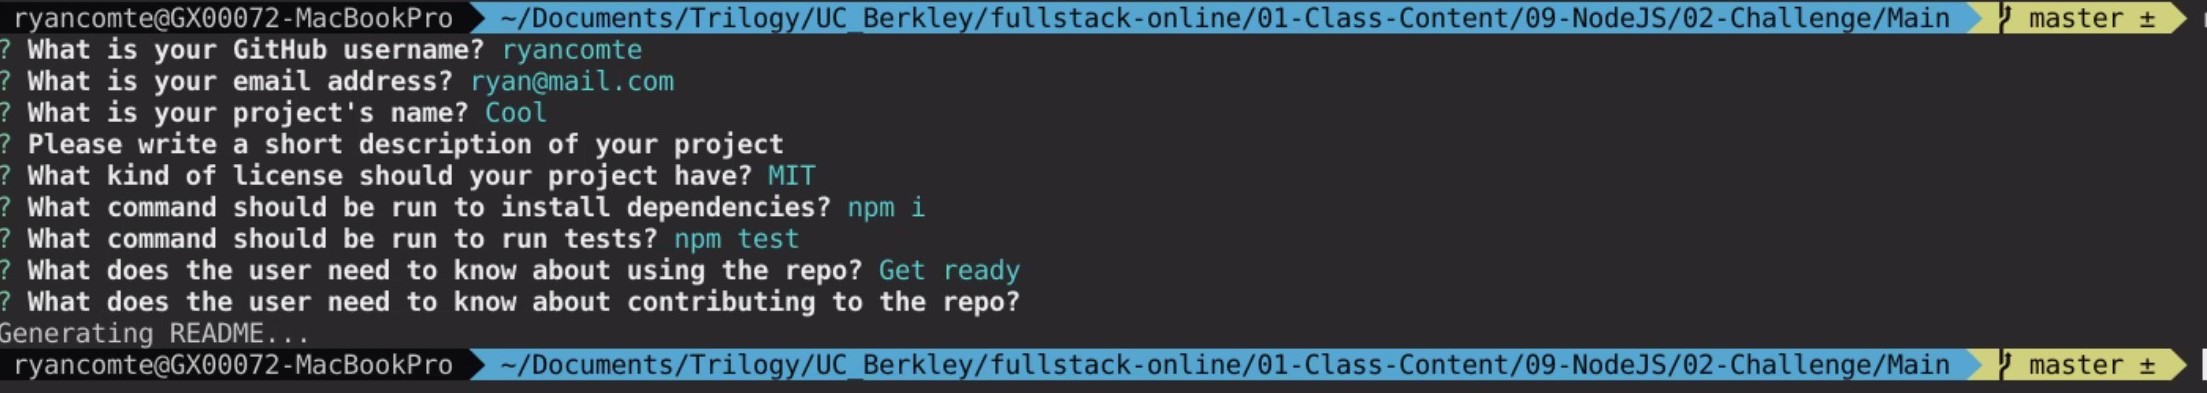 ryancomte@GX00072-MacBookPro ~/Documents/Trilogy/UC_Berkley/fullstack-online/01-Class-Content/09-NodeJS/02-Challenge/Main master ±
? What is your GitHub username? ryancomte
? What is your email address? ryan@mail.com
? What is your project's name? Cool
? Please write a short description of your project
? What kind of license should your project have? MIT
? What command should be run to install dependencies? npm i
? What command should be run to run tests? npm test
? What does the user need to know about using the repo? Get ready
? What does the user need to know about contributing to the repo?
Generating README...
ryancomte@GX00072-MacBookPro ~/Documents/Trilogy/UC_Berkley/fullstack-online/01-Class-Content/09-NodeJS/02-Challenge/Main master ±